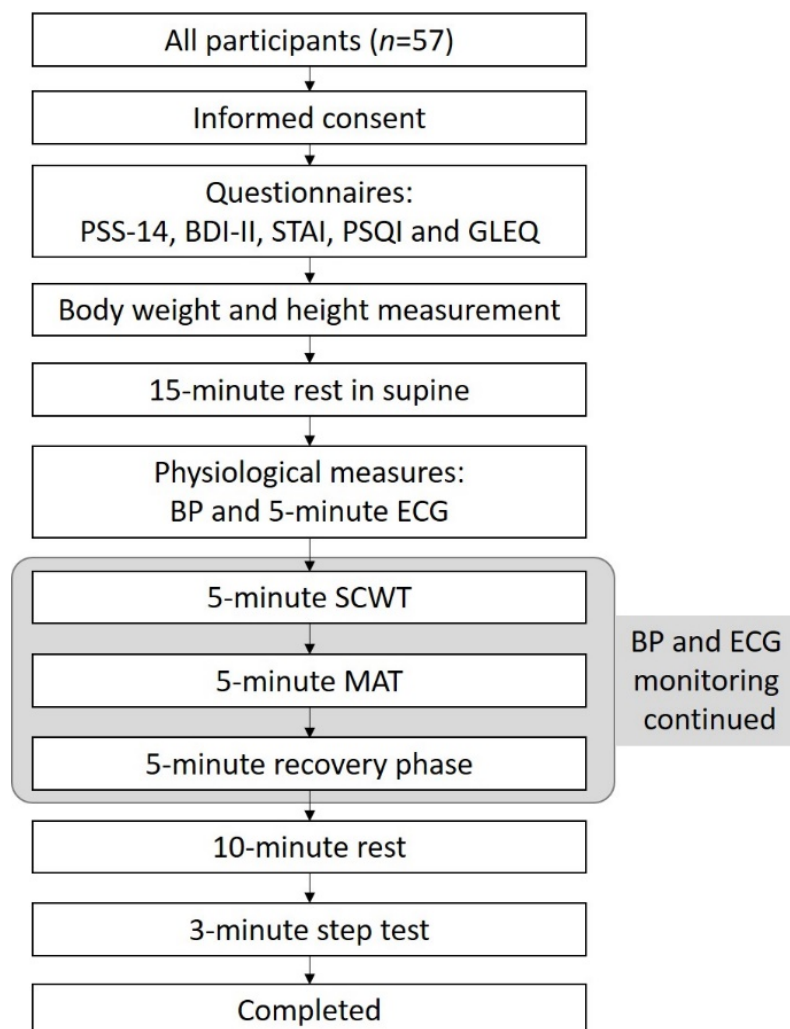 All participants (n=57)
Informed consent
Questionnaires:
PSS-14, BDI-II, STAI, PSQI and GLEQ
Body weight and height measurement
15-minute rest in supine
Physiological measures:
BP and 5-minute ECG
5-minute SCWT
5-minute MAT
5-minute recovery phase
BP and ECG
monitoring
continued
10-minute rest
3-minute step test
Completed